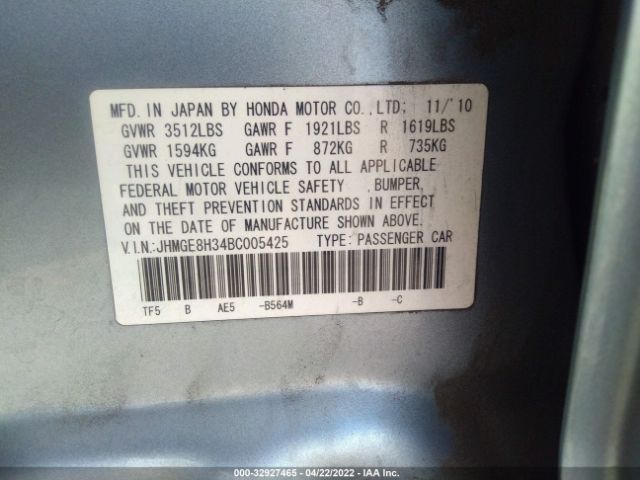 MFD. IN JAPAN BY HONDA MOTOR CO.,LTD: 11/'10
GVWR 3512LBS GAWR F 1921LBS R 1619LBS
GVWR 1594KG GAWR F 872KG R 735KG
THIS VEHICLE CONFORMS TO ALL APPLICABLE
FEDERAL MOTOR VEHICLE SAFETY ,BUMPER,
AND THEFT PREVENTION STANDARDS IN EFFECT
ON THE DATE OF MANUFACTURE SHOWN ABOVE.
V.I.N:JHMGE8H34BC005425 TYPE: PASSENGER CAR
TF5 B AE5 -B564M -B -C
000-32927465 - 04/22/2022 - IAA Inc.